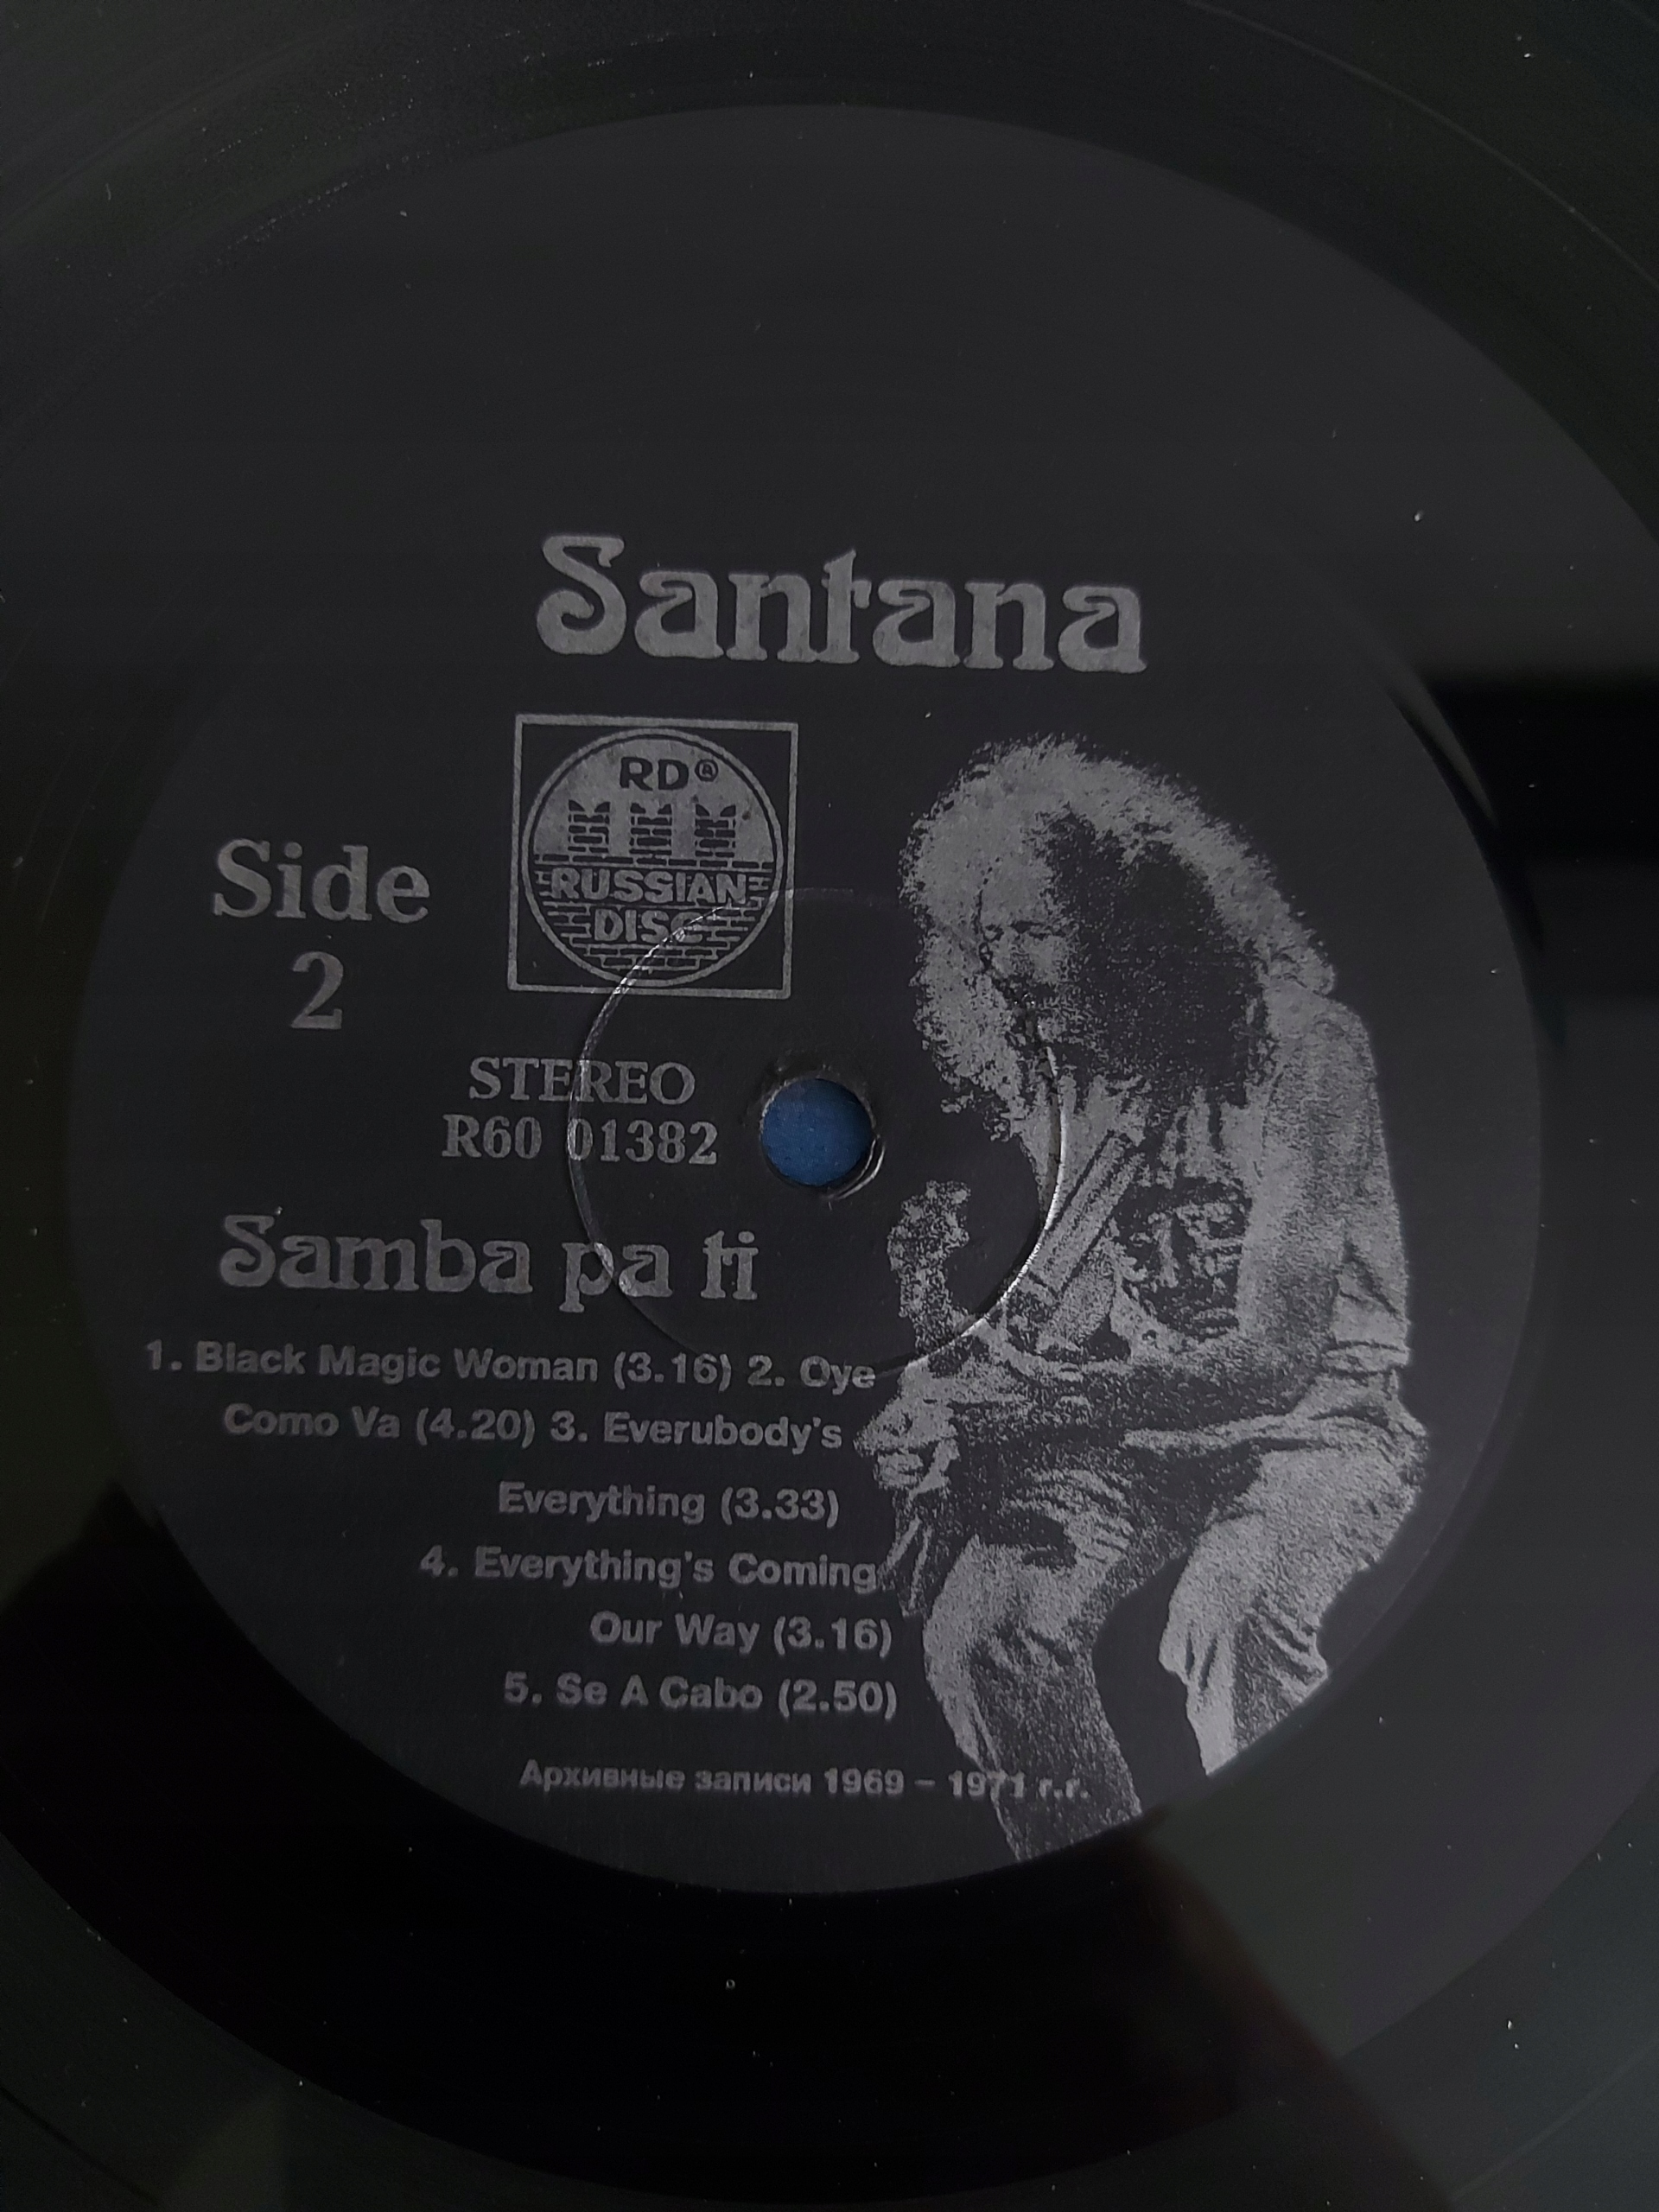 Santana
RD®
RUSSIAN
DISC
Side
2
STEREO
R60 01382
Samba pa ti
1. Black Magic Woman (3.16) 2. Oye
Como Va (4.20) 3. Everubody's
Everything (3.33)
4. Everything's Coming
Our Way (3.16)
5. Se A Cabo (2.50)
Архивные записи 1969 – 1971 г.г.